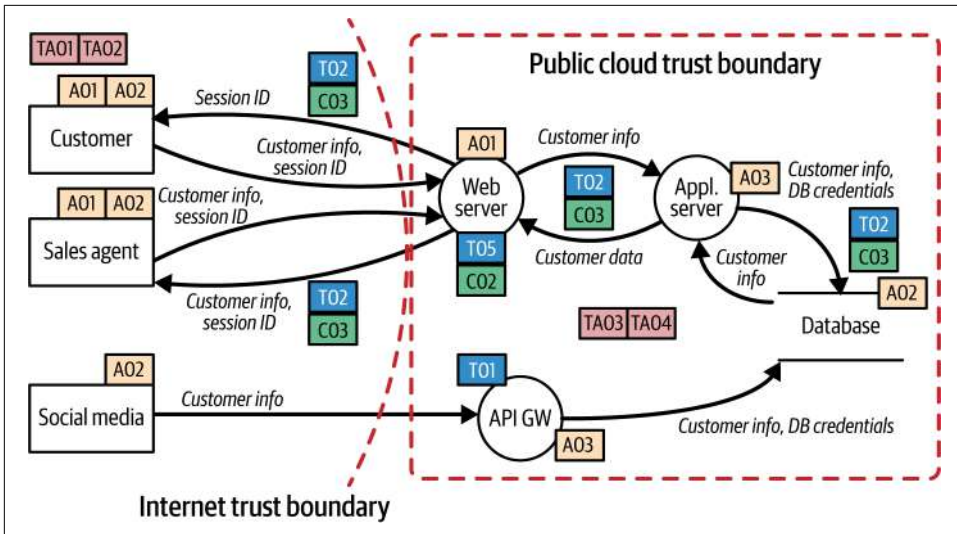 TA01 TA02
A01 A02
Customer
Session ID
T02
C03
Customer info,
session ID
A01 A02
Sales agent
Customer info,
session ID
Customer info,
session ID
T02
C03
A02
Social media
Customer info
Internet trust boundary
Public cloud trust boundary
A01
Web
server
T05
C02
Customer info
T02
C03
Customer data
Appl.
server
A03
Customer info,
DB credentials
T02
C03
Customer
info
A02
Database
TA03 TA04
T01
API GW
A03
Customer info, DB credentials